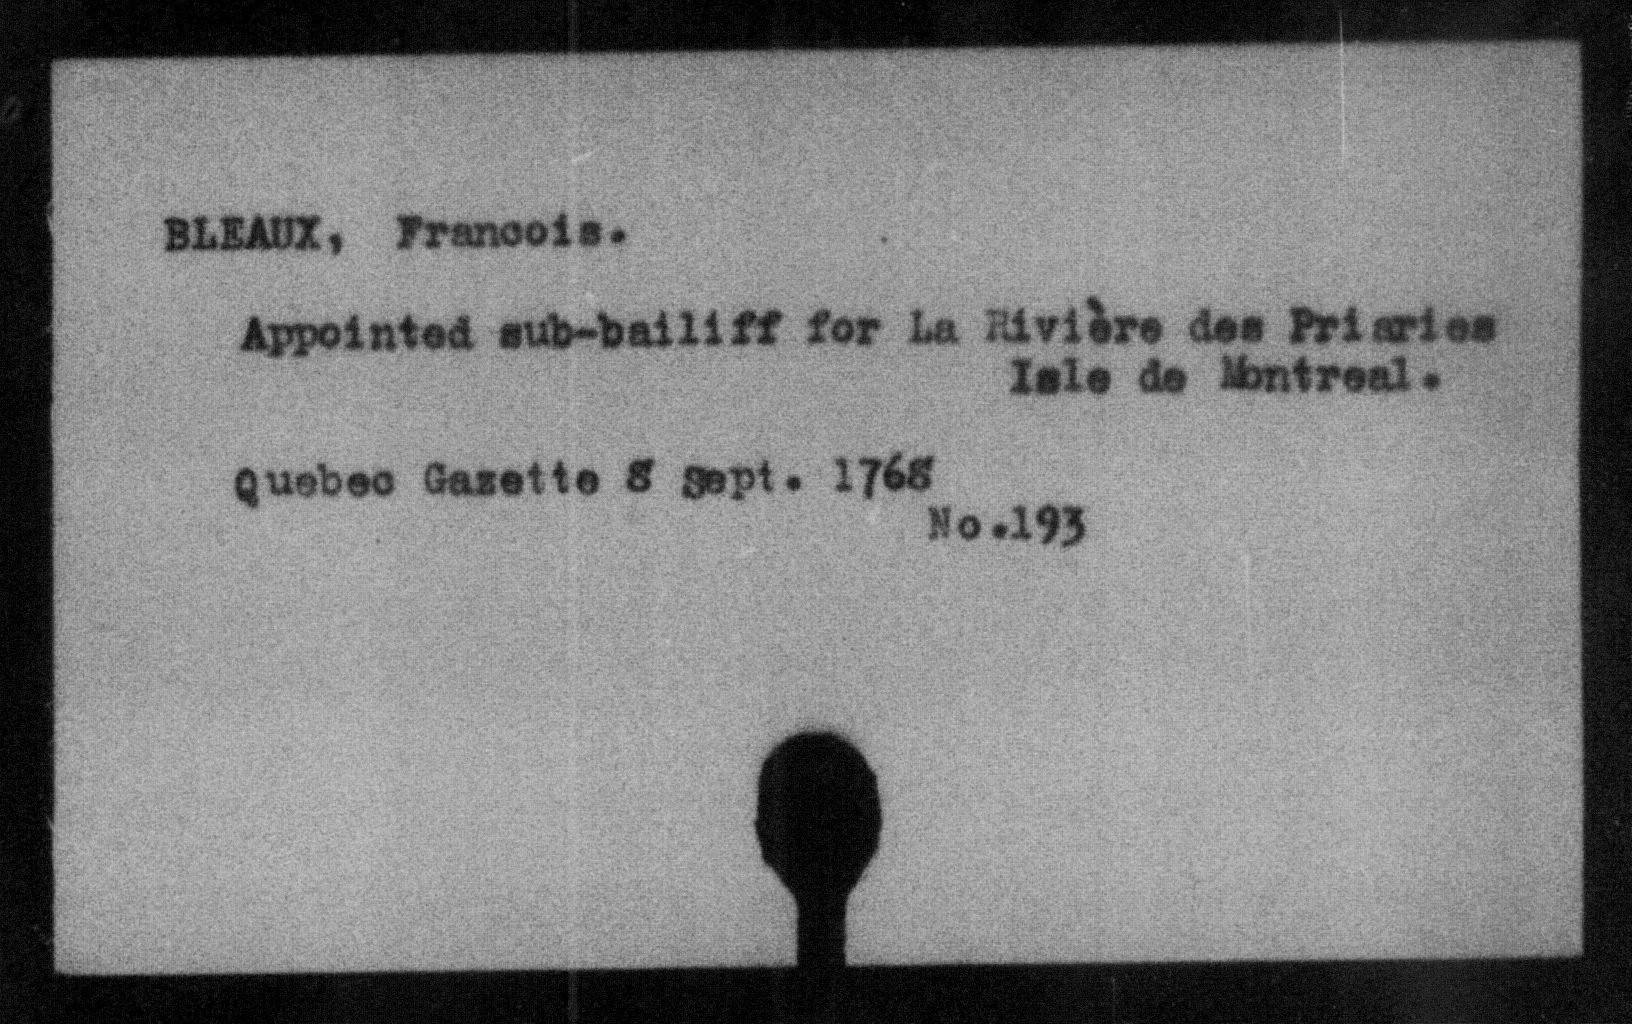 BLEAUX, Francois.
Appointed sub-bailiff for La Rivière des Priaries
Isle de Montreal.
Quebec Gazette 8 Sept. 1768
No.193